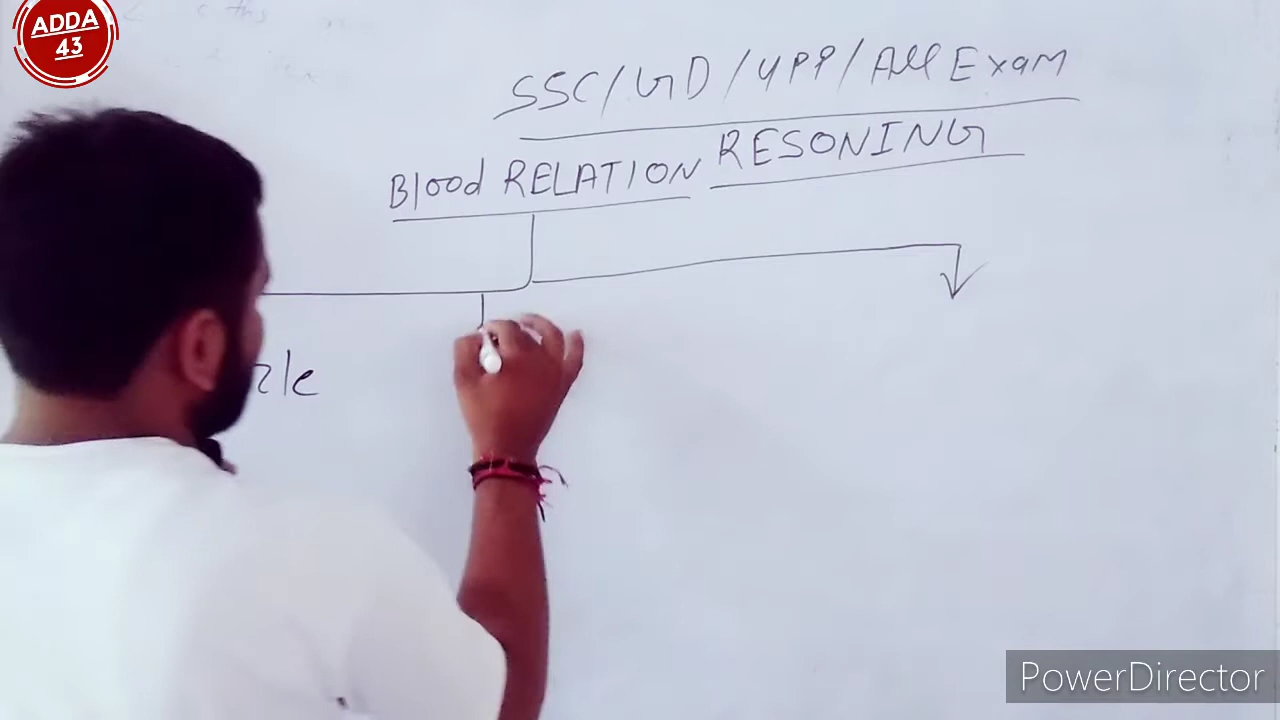 ADDA
43
SSC/GD/UPP/All Exam
Blood RELATION RESONING
PowerDirector